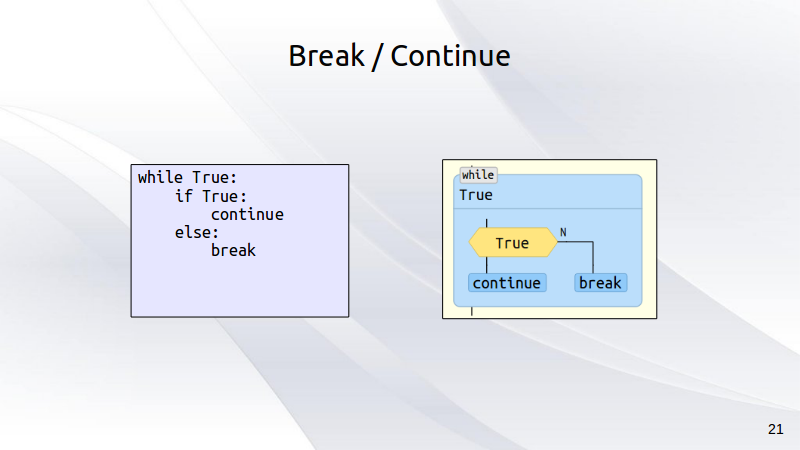 Break / Continue
while True:
    if True:
        continue
    else:
        break
while
True
True
N
continue
break
21